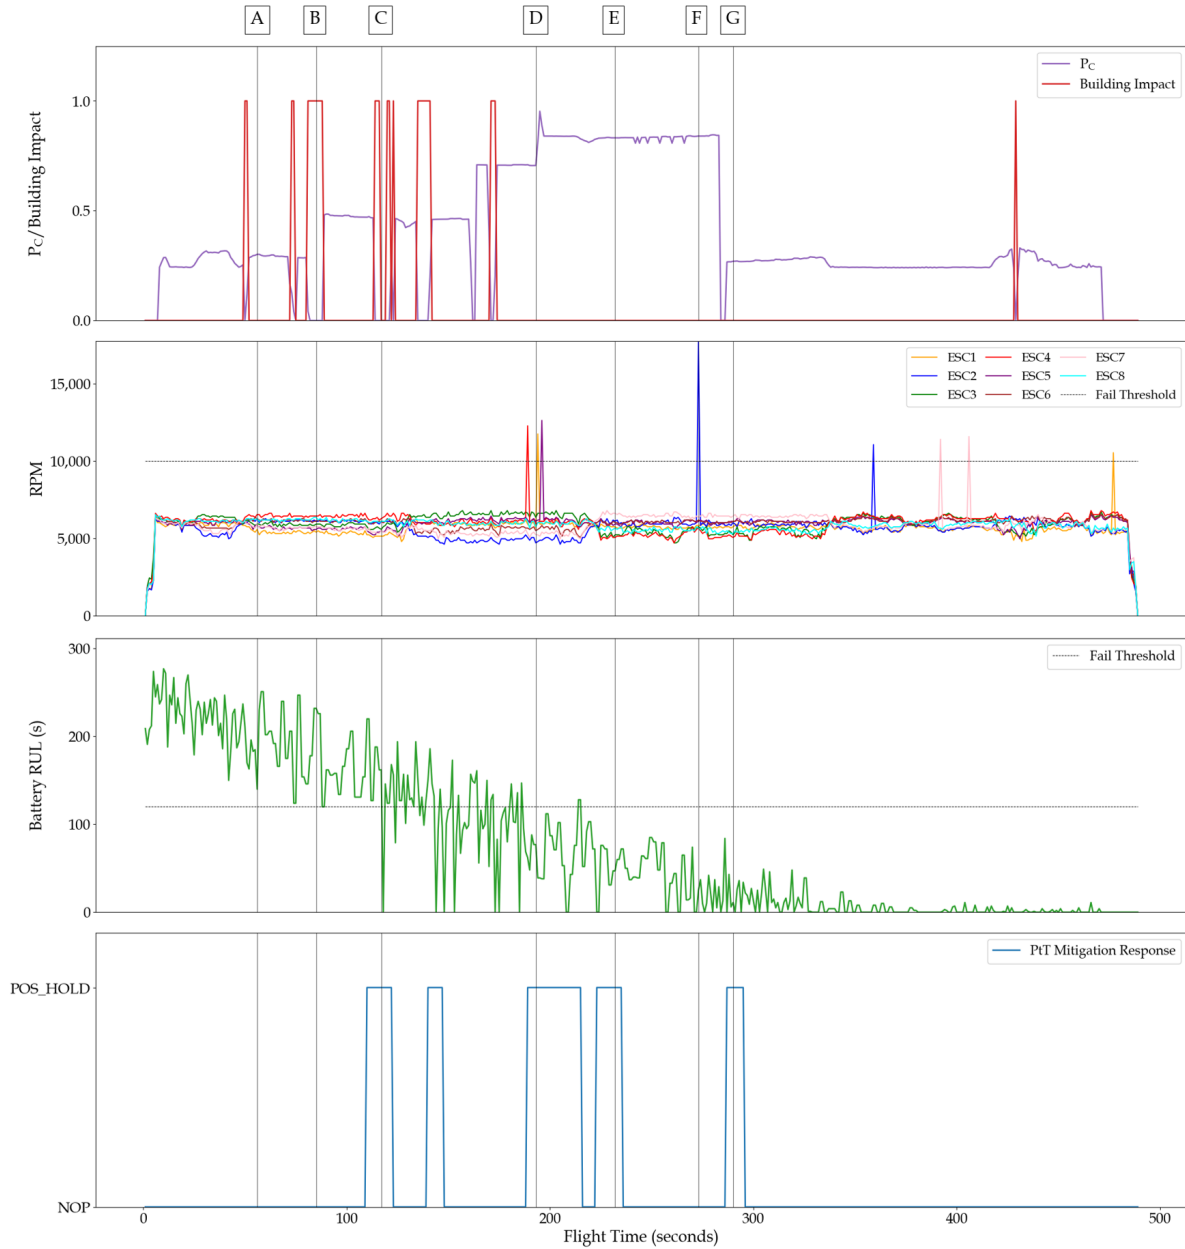 A B C D E F G
P_C/Building Impact
1.0
0.5
0.0
P_C
Building Impact
RPM
15,000
10,000
5,000
0
ESC1 ESC4 ESC7
ESC2 ESC5 ESC8
ESC3 ESC6 Fail Threshold
Battery RUL (s)
300
200
100
0
Fail Threshold
POS_HOLD
NOP
PtT Mitigation Response
0 100 200 300 400 500
Flight Time (seconds)